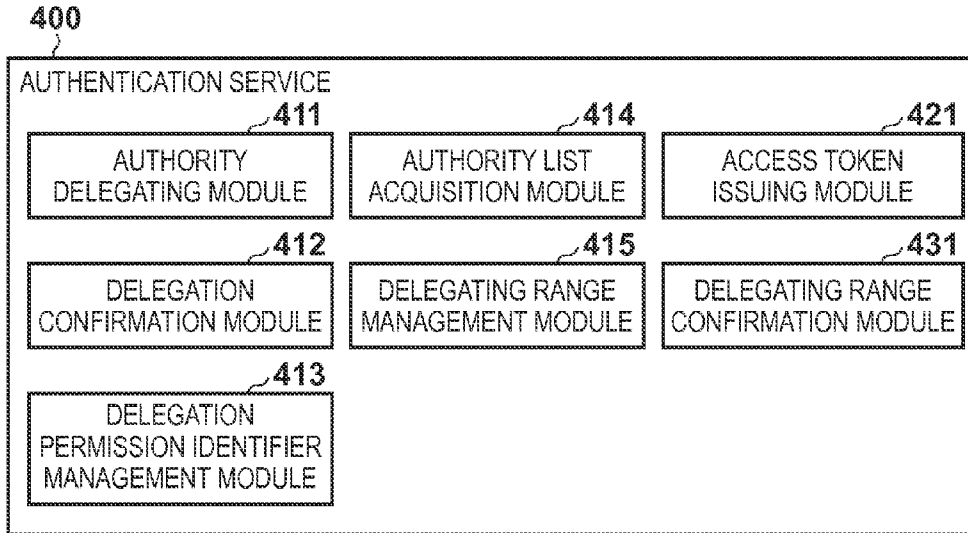 400
AUTHENTICATION SERVICE
411
AUTHORITY
DELEGATING MODULE
414
AUTHORITY LIST
ACQUISITION MODULE
421
ACCESS TOKEN
ISSUING MODULE
412
DELEGATION
CONFIRMATION MODULE
415
DELEGATING RANGE
MANAGEMENT MODULE
431
DELEGATING RANGE
CONFIRMATION MODULE
413
DELEGATION
PERMISSION IDENTIFIER
MANAGEMENT MODULE